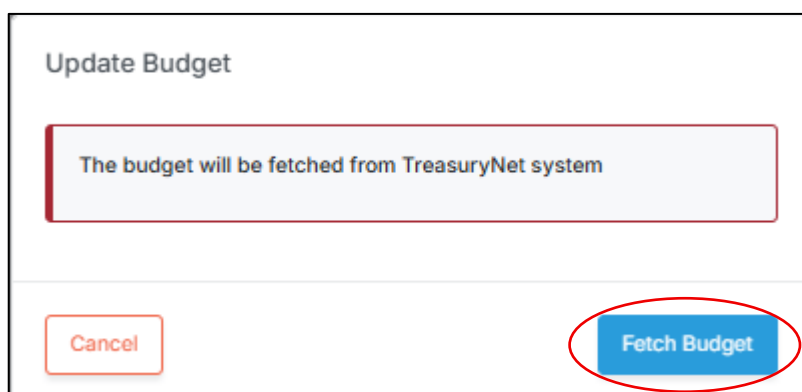 Update Budget
The budget will be fetched from TreasuryNet system
Cancel
Fetch Budget